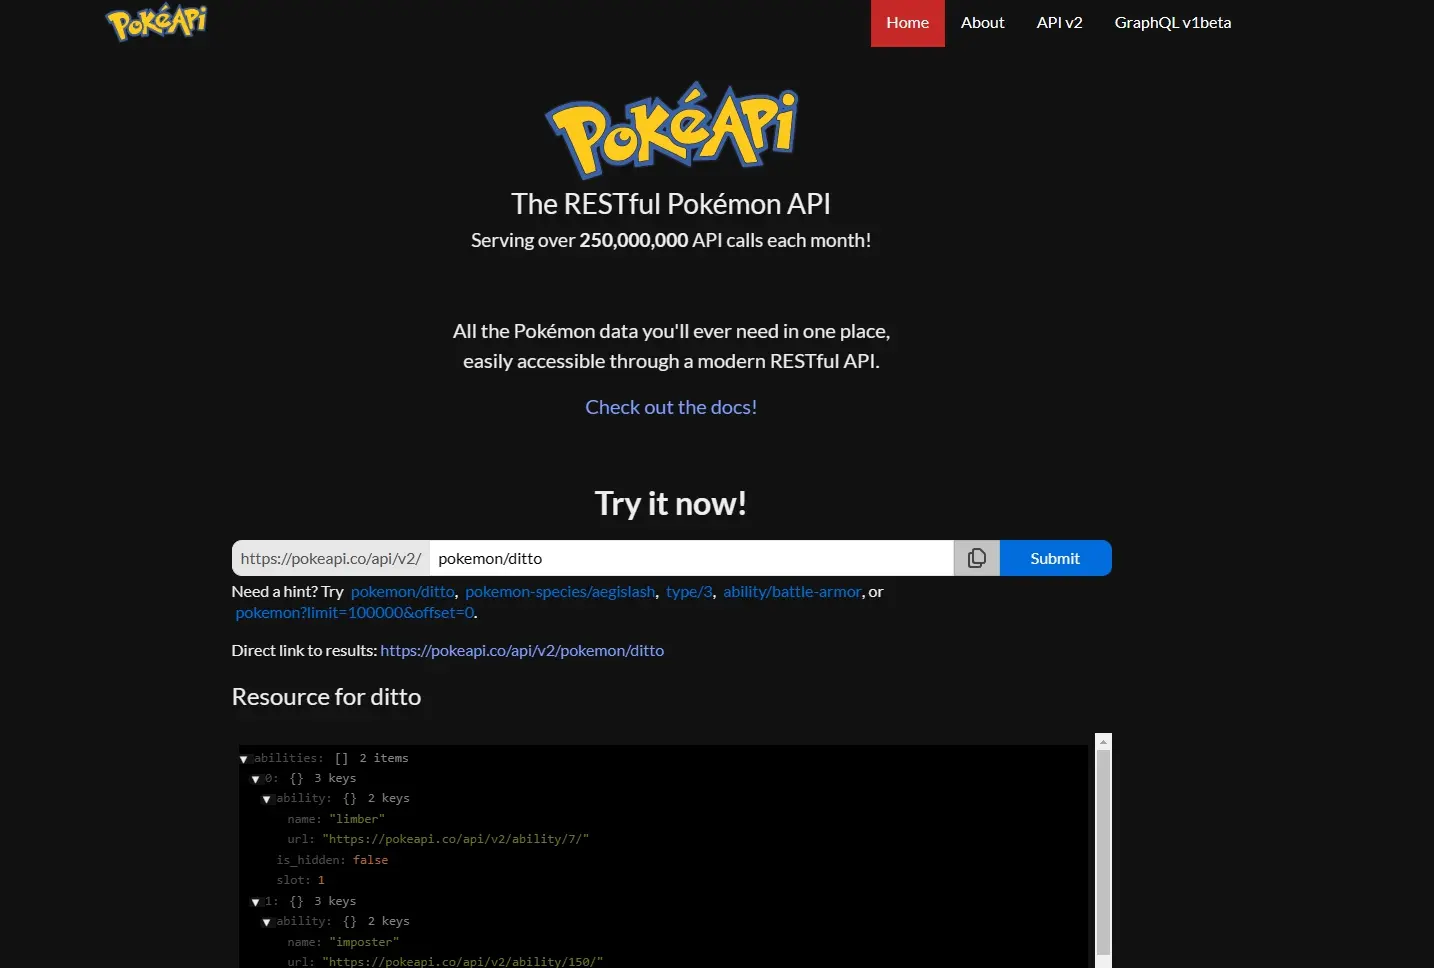 PokéApi
Home About API v2 GraphQL v1beta
PokéApi
The RESTful Pokémon API
Serving over 250,000,000 API calls each month!
All the Pokémon data you'll ever need in one place,
easily accessible through a modern RESTful API.
Check out the docs!
Try it now!
https://pokeapi.co/api/v2/ pokemon/ditto Submit
Need a hint? Try pokemon/ditto, pokemon-species/aegislash, type/3, ability/battle-armor, or
pokemon?limit=100000&offset=0.
Direct link to results: https://pokeapi.co/api/v2/pokemon/ditto
Resource for ditto
abilities: [] 2 items
0: {} 3 keys
ability: {} 2 keys
name: "limber"
url: "https://pokeapi.co/api/v2/ability/7/"
is_hidden: false
slot: 1
1: {} 3 keys
ability: {} 2 keys
name: "imposter"
url: "https://pokeapi.co/api/v2/ability/150/"